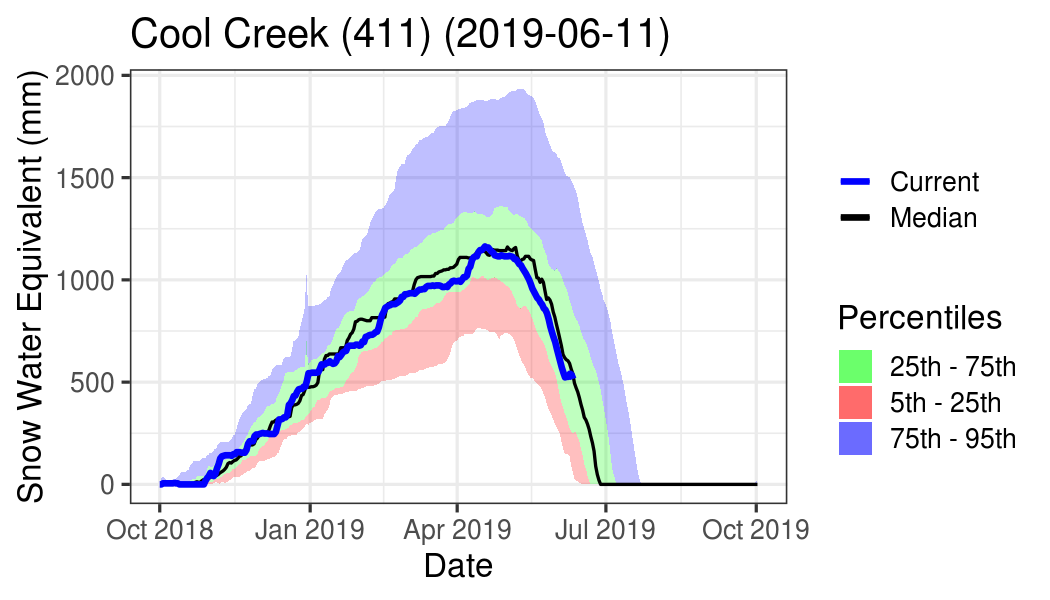 Cool Creek (411) (2019-06-11)
Snow Water Equivalent (mm)
2000
1500
1000
500
0
Oct 2018
Jan 2019
Apr 2019
Jul 2019
Oct 2019
Date
Current
Median
Percentiles
25th - 75th
5th - 25th
75th - 95th